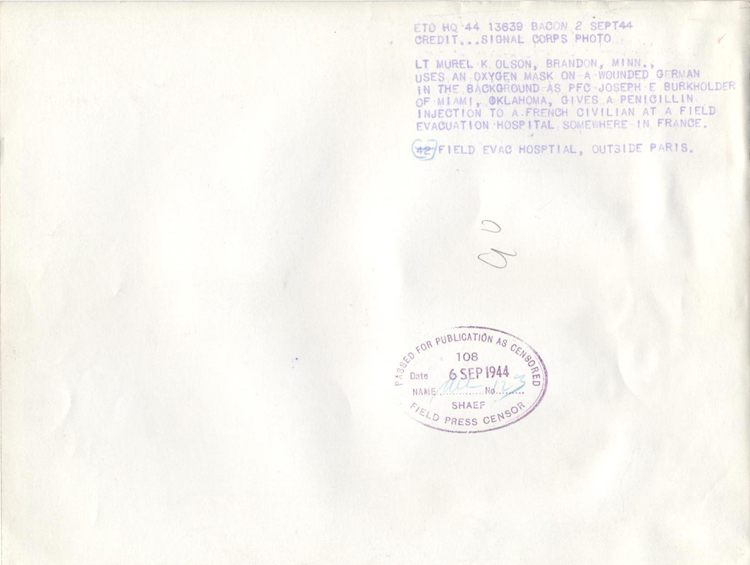 ETO HQ 44 13639 BACON 2 SEPT44
CREDIT...SIGNAL CORPS PHOTO
LT MUREL K OLSON, BRANDON, MINN.,
USES AN OXYGEN MASK ON A WOUNDED GERMAN
IN THE BACKGROUND AS PFC JOSEPH E BURKHOLDER
OF MIAMI, OKLAHOMA, GIVES A PENICILLIN
INJECTION TO A FRENCH CIVILIAN AT A FIELD
EVACUATION HOSPITAL SOMEWHERE IN FRANCE.
42 FIELD EVAC HOSPTIAL, OUTSIDE PARIS.
PASSED FOR PUBLICATION AS CENSORED
108
Date 6 SEP 1944
NAME.............No. 123
SHAEF
FIELD PRESS CENSOR